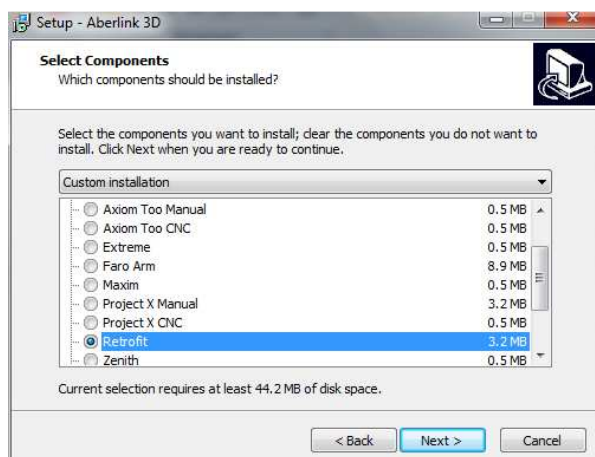 Setup - Aberlink 3D
Select Components
Which components should be installed?
Select the components you want to install; clear the components you do not want to
install. Click Next when you are ready to continue.
Custom installation
Axiom Too Manual 0.5 MB
Axiom Too CNC 0.5 MB
Extreme 0.5 MB
Faro Arm 8.9 MB
Maxim 0.5 MB
Project X Manual 3.2 MB
Project X CNC 0.5 MB
Retrofit 3.2 MB
Zenith 0.5 MB
Current selection requires at least 44.2 MB of disk space.
< Back Next > Cancel